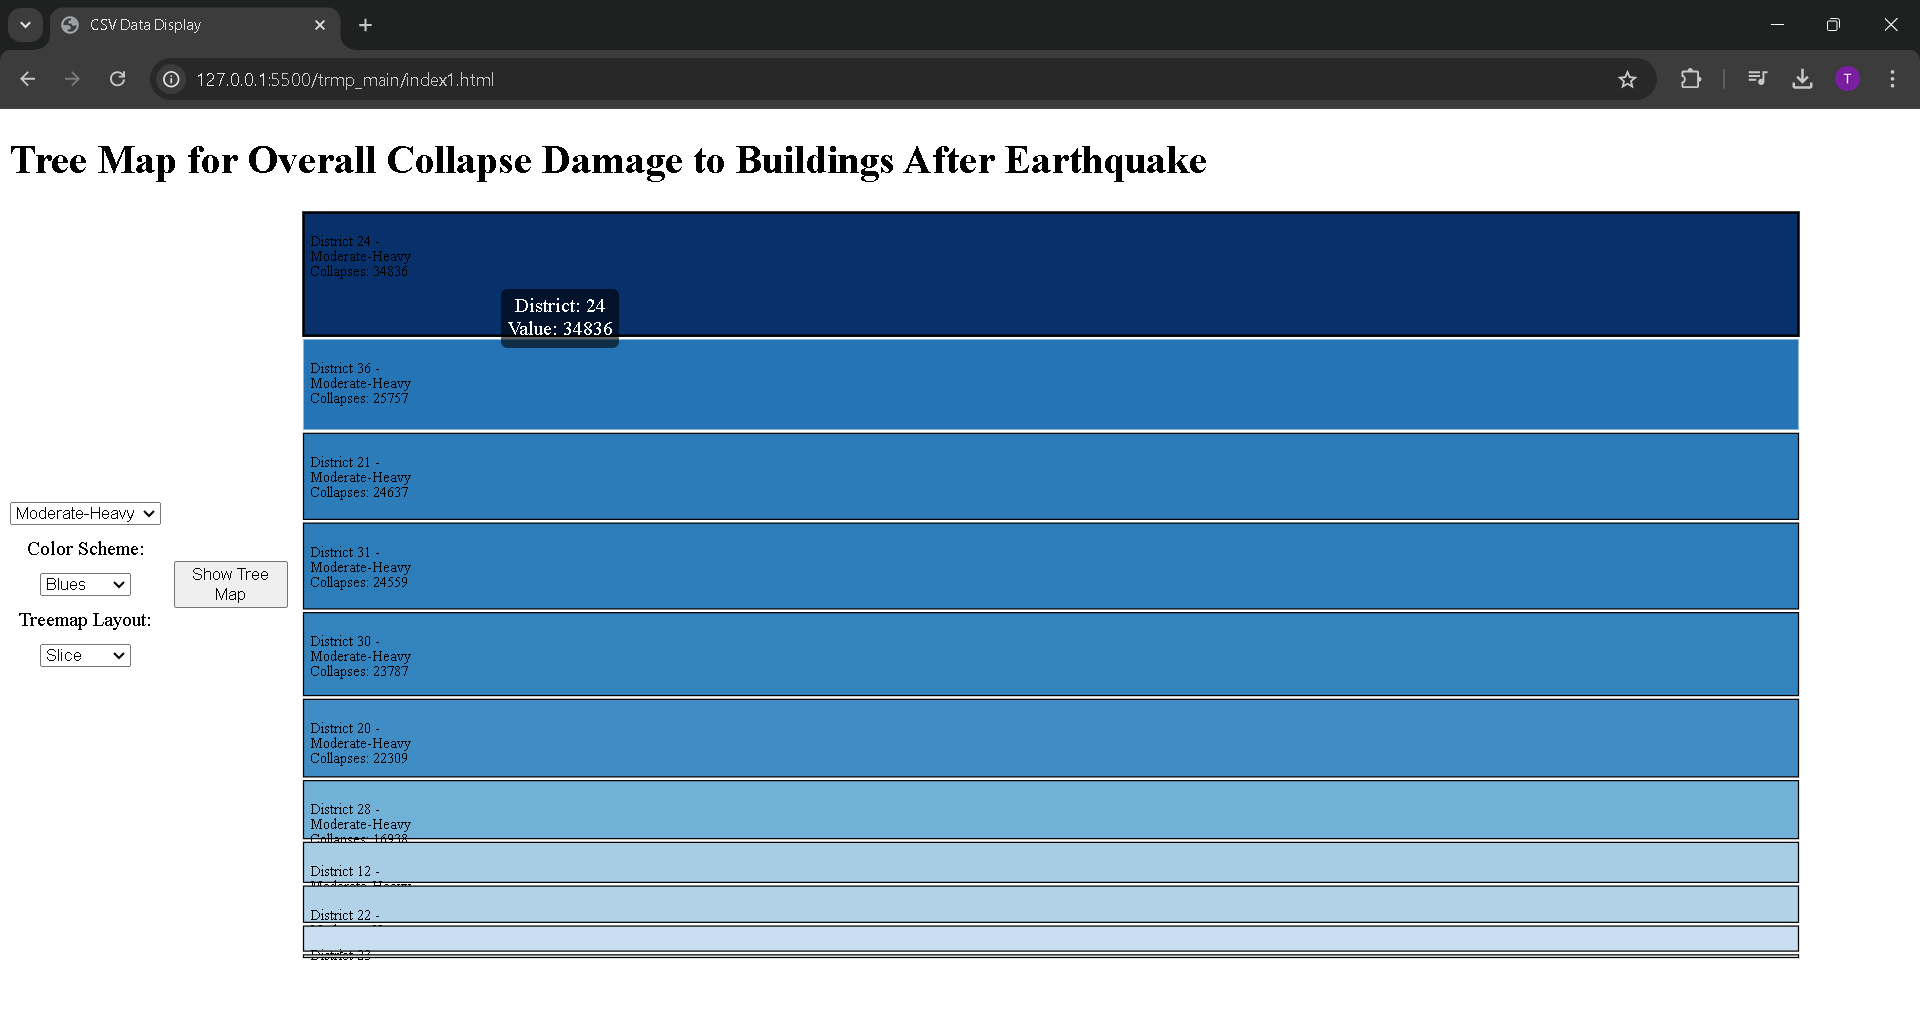 CSV Data Display
127.0.0.1:5500/trmp_main/index1.html
T
Tree Map for Overall Collapse Damage to Buildings After Earthquake
Moderate-Heavy
Color Scheme:
Blues
Treemap Layout:
Slice
Show Tree
Map
District 24 -
Moderate-Heavy
Collapses: 34836
District: 24
Value: 34836
District 36 -
Moderate-Heavy
Collapses: 25757
District 21 -
Moderate-Heavy
Collapses: 24637
District 31 -
Moderate-Heavy
Collapses: 24559
District 30 -
Moderate-Heavy
Collapses: 23787
District 20 -
Moderate-Heavy
Collapses: 22309
District 28 -
Moderate-Heavy
Collapses: 16938
District 12 -
Moderate-Heavy
District 22 -
District 23